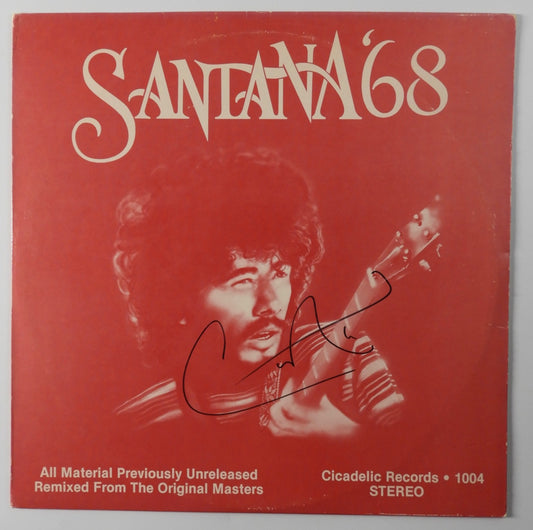 SANTANA '68
All Material Previously Unreleased
Remixed From The Original Masters
Cicadelic Records • 1004
STEREO